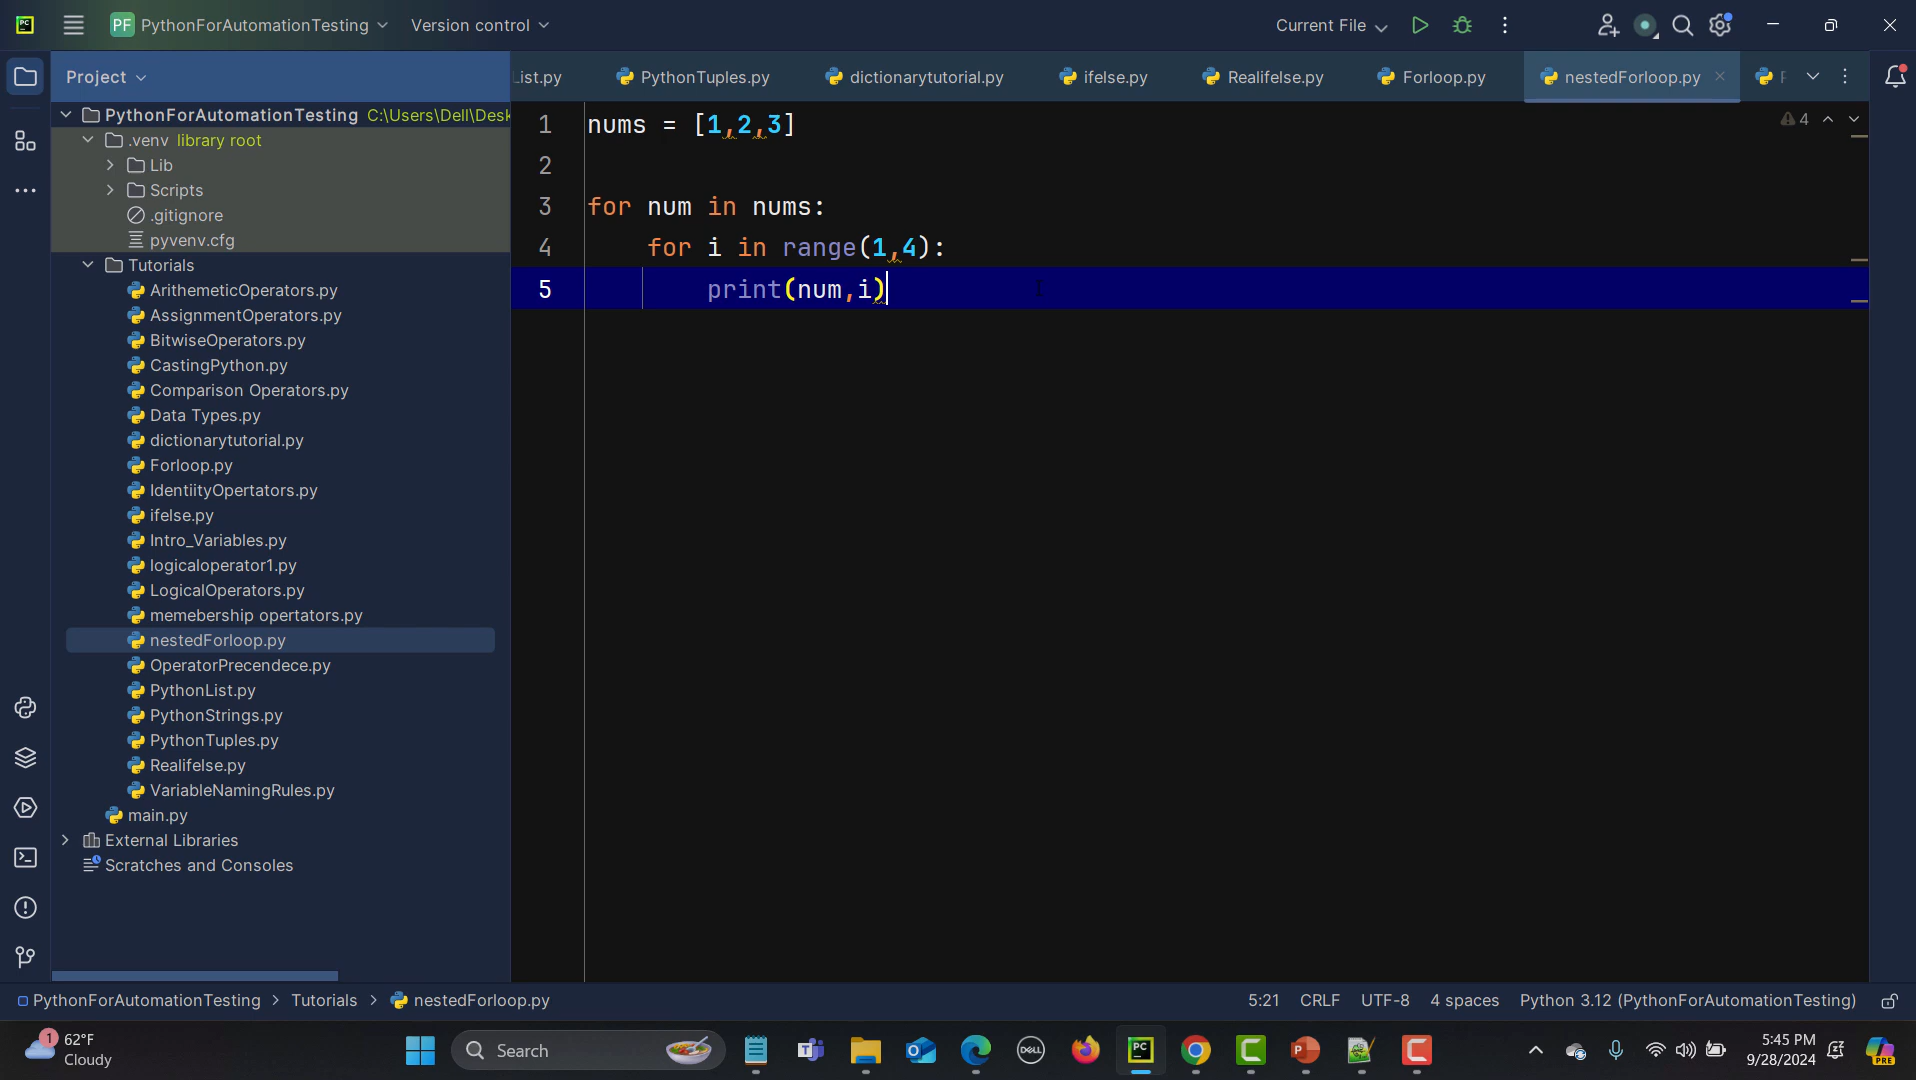 PF PythonForAutomationTesting
Version control
Current File
Project
List.py
PythonTuples.py
dictionarytutorial.py
ifelse.py
Realifelse.py
Forloop.py
nestedForloop.py
PythonForAutomationTesting C:\Users\Dell\Desk
.venv library root
Lib
Scripts
.gitignore
pyvenv.cfg
Tutorials
ArithemeticOperators.py
AssignmentOperators.py
BitwiseOperators.py
CastingPython.py
Comparison Operators.py
Data Types.py
dictionarytutorial.py
Forloop.py
IdentiityOpertators.py
ifelse.py
Intro_Variables.py
logicaloperator1.py
LogicalOperators.py
memebership opertators.py
nestedForloop.py
OperatorPrecendece.py
PythonList.py
PythonStrings.py
PythonTuples.py
Realifelse.py
VariableNamingRules.py
main.py
External Libraries
Scratches and Consoles
1 nums = [1,2,3]
2
3 for num in nums:
4 for i in range(1,4):
5 print(num,i)
4
PythonForAutomationTesting > Tutorials > nestedForloop.py
5:21 CRLF UTF-8 4 spaces Python 3.12 (PythonForAutomationTesting)
1
62°F
Cloudy
Search
DELL
5:45 PM
9/28/2024
PRE